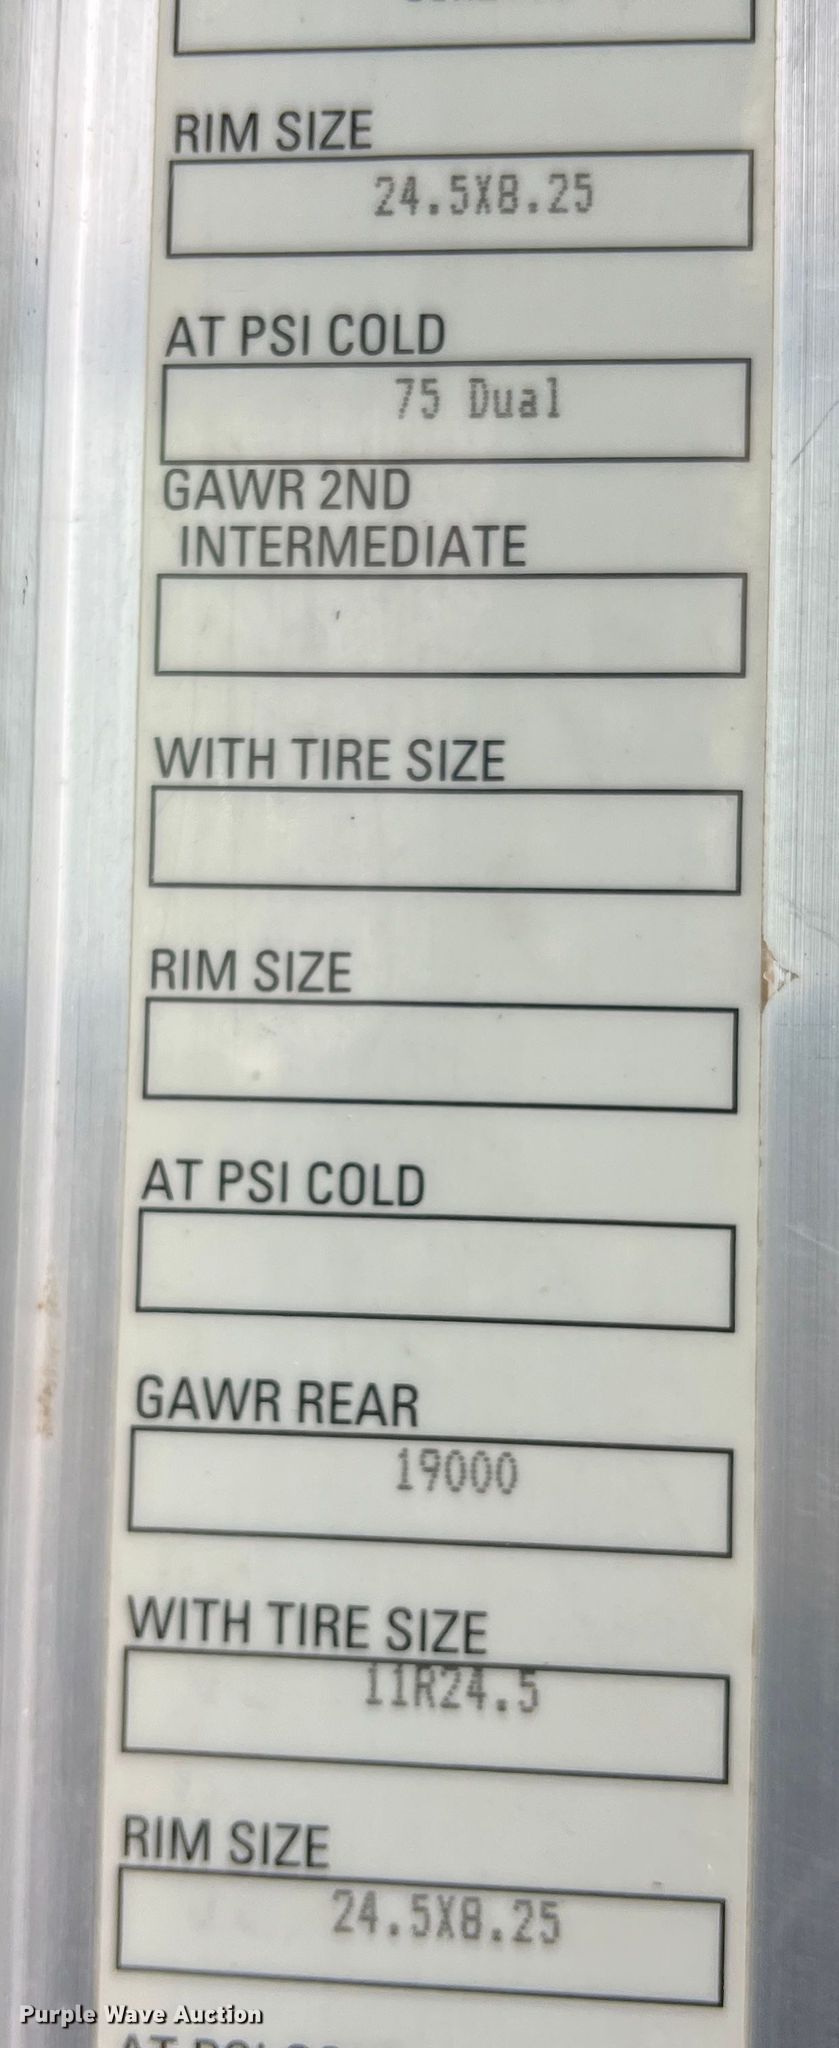 RIM SIZE
24.5X8.25
AT PSI COLD
75 Dual
GAWR 2ND
INTERMEDIATE
WITH TIRE SIZE
RIM SIZE
AT PSI COLD
GAWR REAR
19000
WITH TIRE SIZE
11R24.5
RIM SIZE
24.5X8.25
Purple Wave Auction